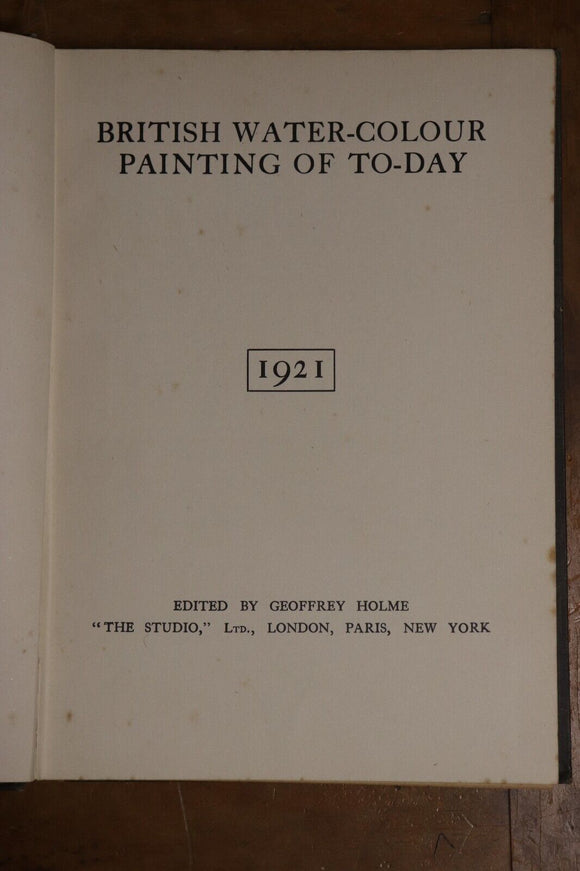 BRITISH WATER-COLOUR
PAINTING OF TO-DAY
1921
EDITED BY GEOFFREY HOLME
"THE STUDIO," LTD., LONDON, PARIS, NEW YORK